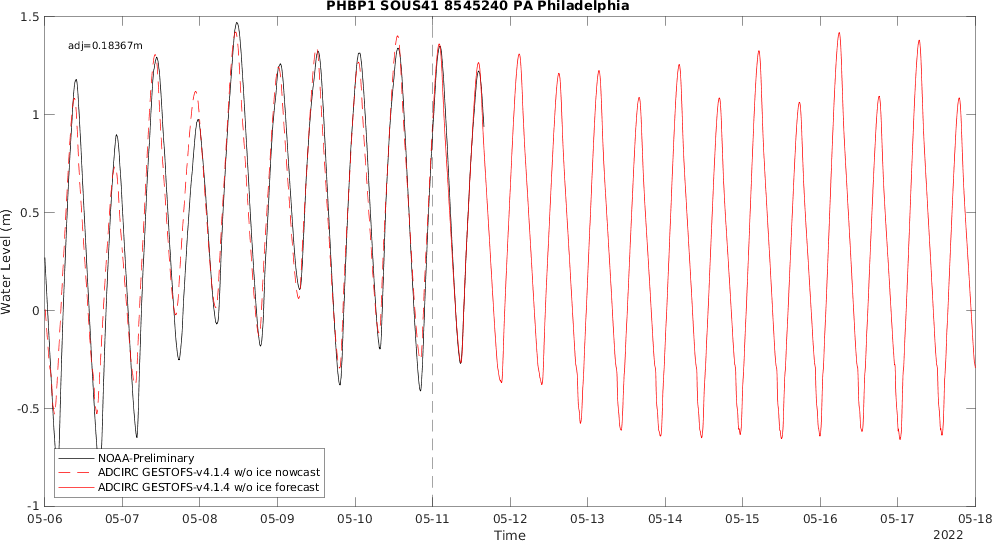 PHBP1 SOUS41 8545240 PA Philadelphia
1.5
adj=0.18367m
1
0.5
Water Level (m)
0
-0.5
NOAA-Preliminary
ADCIRC GESTOFS-v4.1.4 w/o ice nowcast
ADCIRC GESTOFS-v4.1.4 w/o ice forecast
-1
05-06 05-07 05-08 05-09 05-10 05-11 05-12 05-13 05-14 05-15 05-16 05-17 05-18
Time
2022